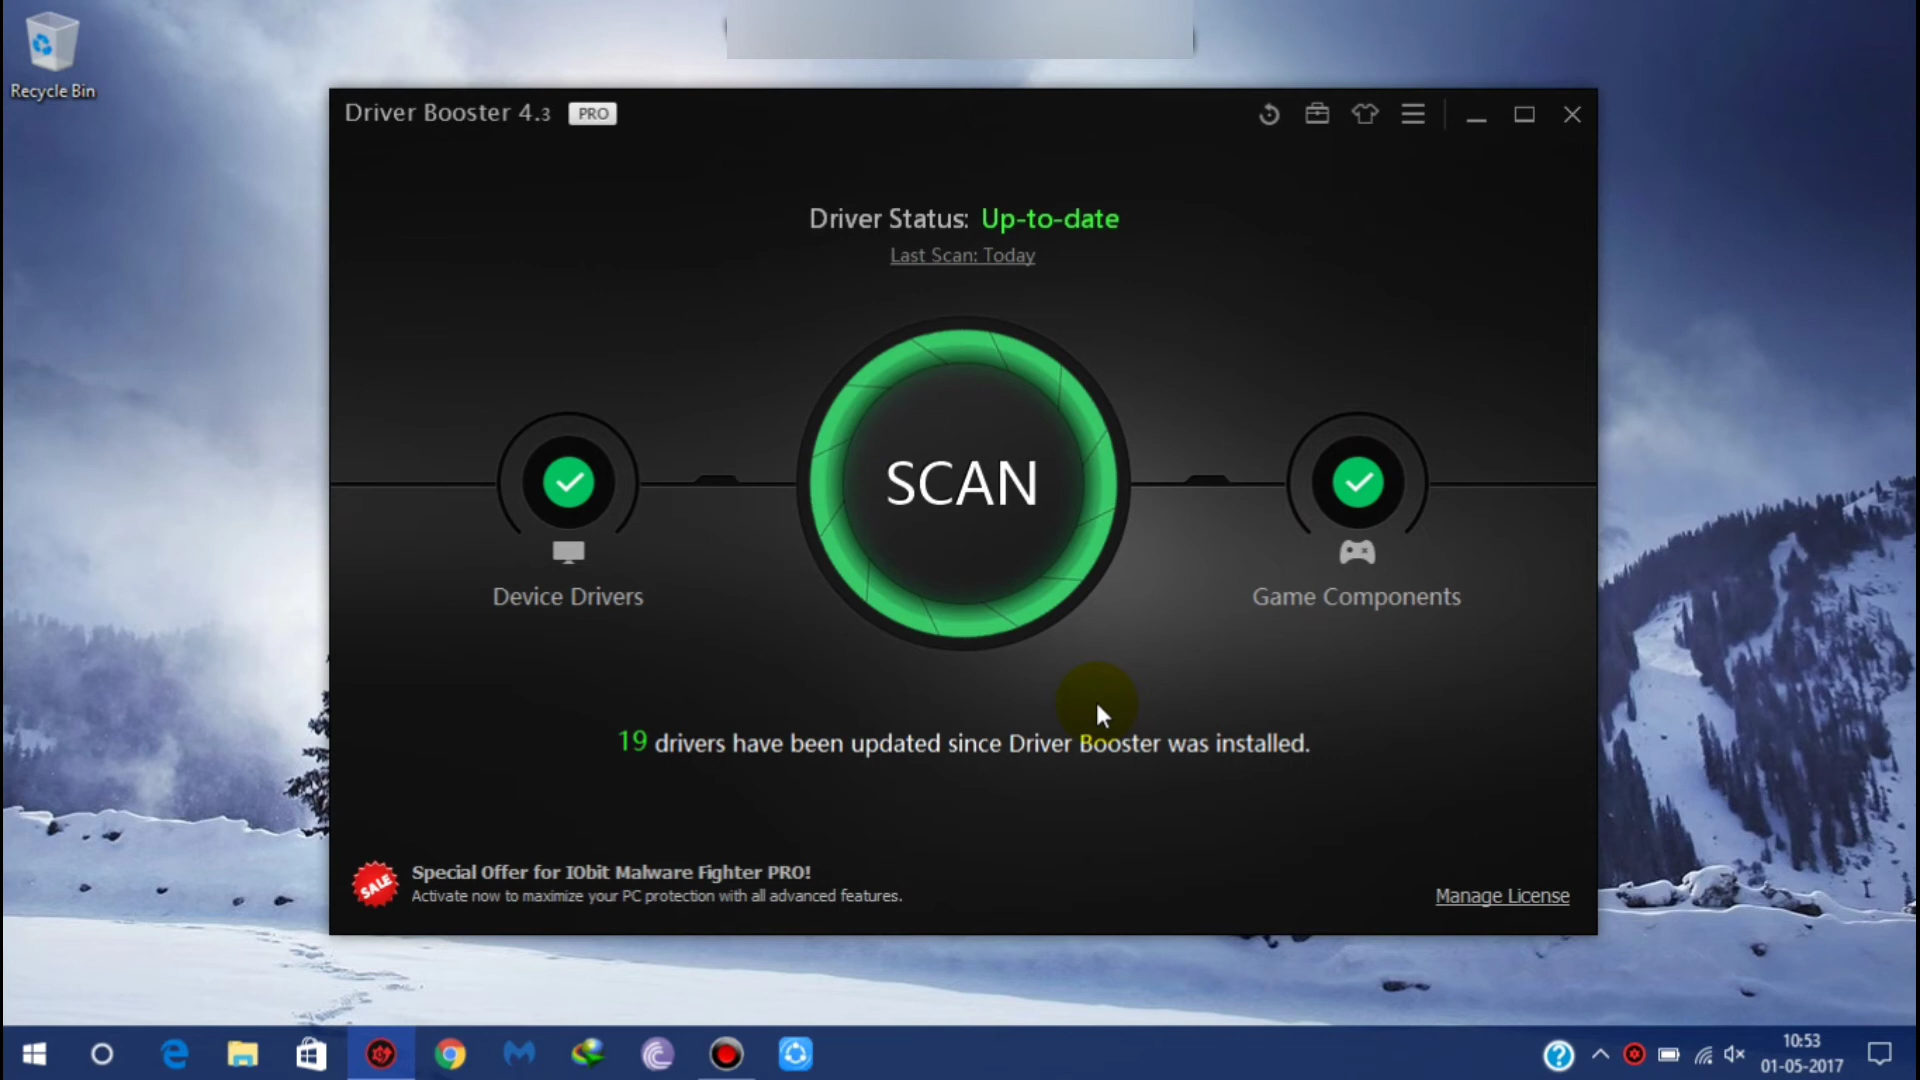 Recycle Bin
Driver Booster 4.3 PRO
Driver Status: Up-to-date
Last Scan: Today
SCAN
Device Drivers
Game Components
19 drivers have been updated since Driver Booster was installed.
SALE
Special Offer for IObit Malware Fighter PRO!
Activate now to maximize your PC protection with all advanced features.
Manage License
10:53
01-05-2017